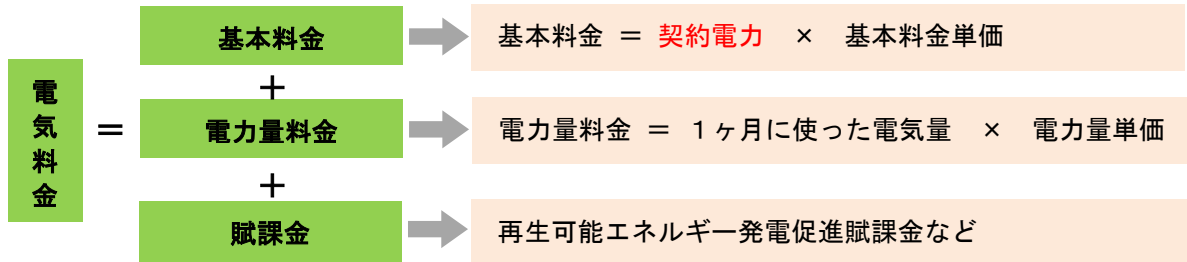 電気料金
＝
基本料金
基本料金 ＝ 契約電力 × 基本料金単価
＋
電力量料金
電力量料金 ＝ １ヶ月に使った電気量 × 電力量単価
＋
賦課金
再生可能エネルギー発電促進賦課金など